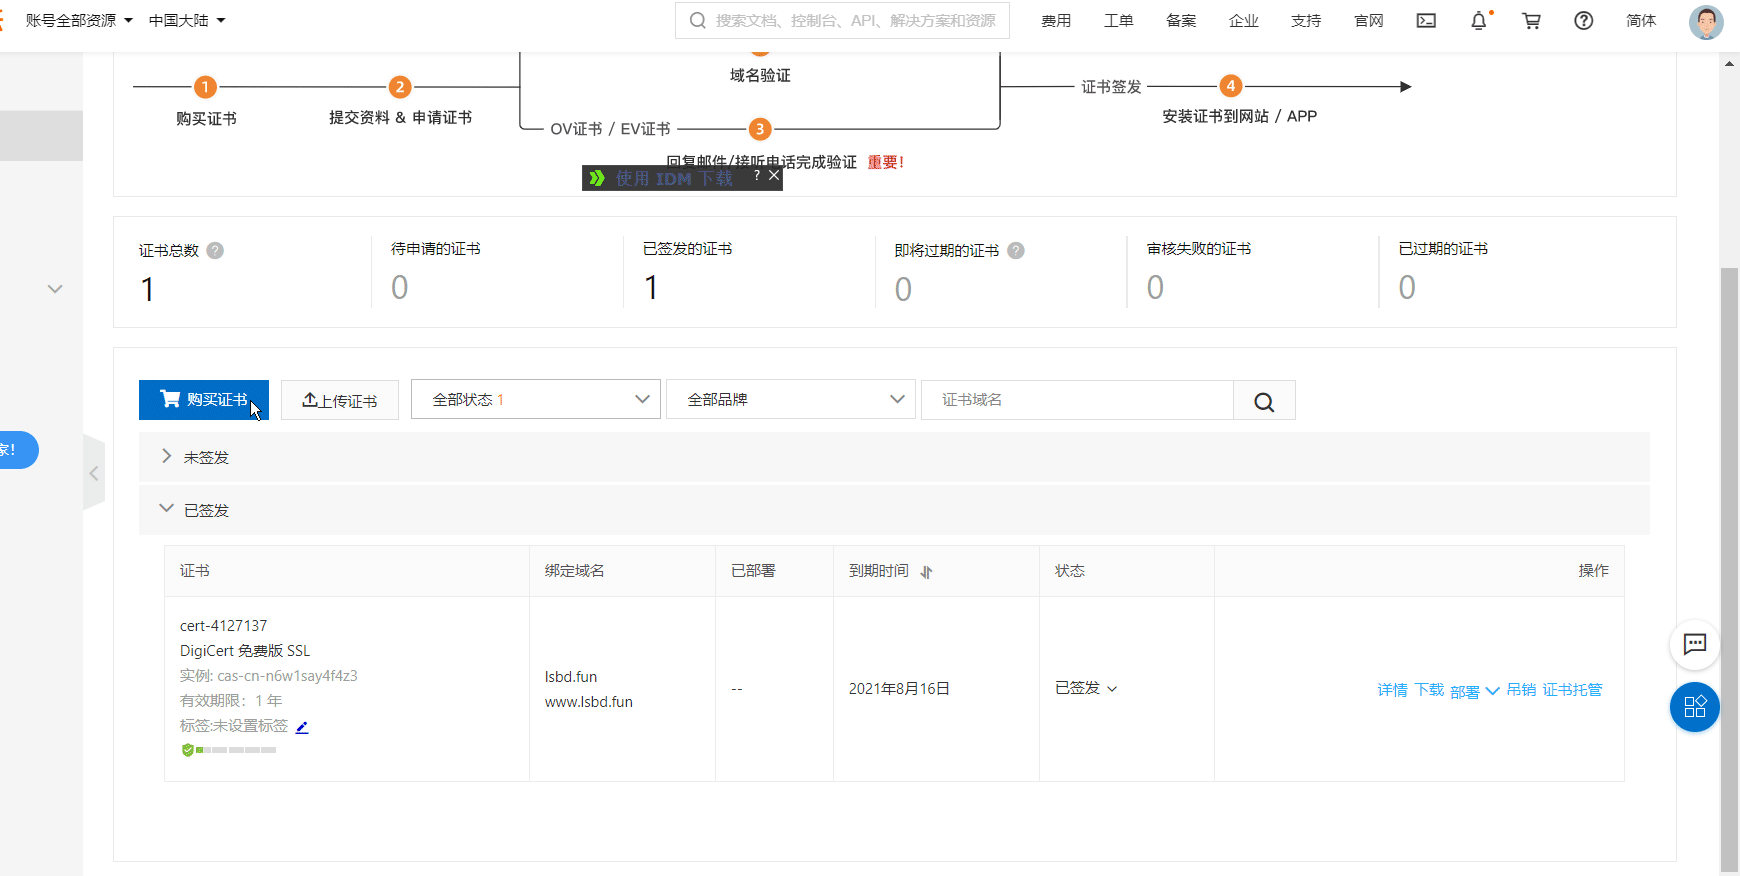 账号全部资源 中国大陆 搜索文档、控制台、API、解决方案和资源 费用 工单 备案 企业 支持 官网 简体
域名验证
1 2 证书签发 4
购买证书 提交资料 & 申请证书 安装证书到网站 / APP
OV证书 / EV证书 3
回复邮件/接听电话完成验证 重要!
使用 IDM 下载 ?
证书总数 ? 待申请的证书 已签发的证书 即将过期的证书 ? 审核失败的证书 已过期的证书
1 0 1 0 0 0
购买证书 上传证书 全部状态 1 全部品牌 证书域名
家!
未签发
已签发
证书 绑定域名 已部署 到期时间 状态 操作
cert-4127137
DigiCert 免费版 SSL
实例: cas-cn-n6w1say4f4z3
有效期限: 1 年
标签:未设置标签
lsbd.fun
www.lsbd.fun
--
2021年8月16日
已签发
详情 下载 部署 吊销 证书托管